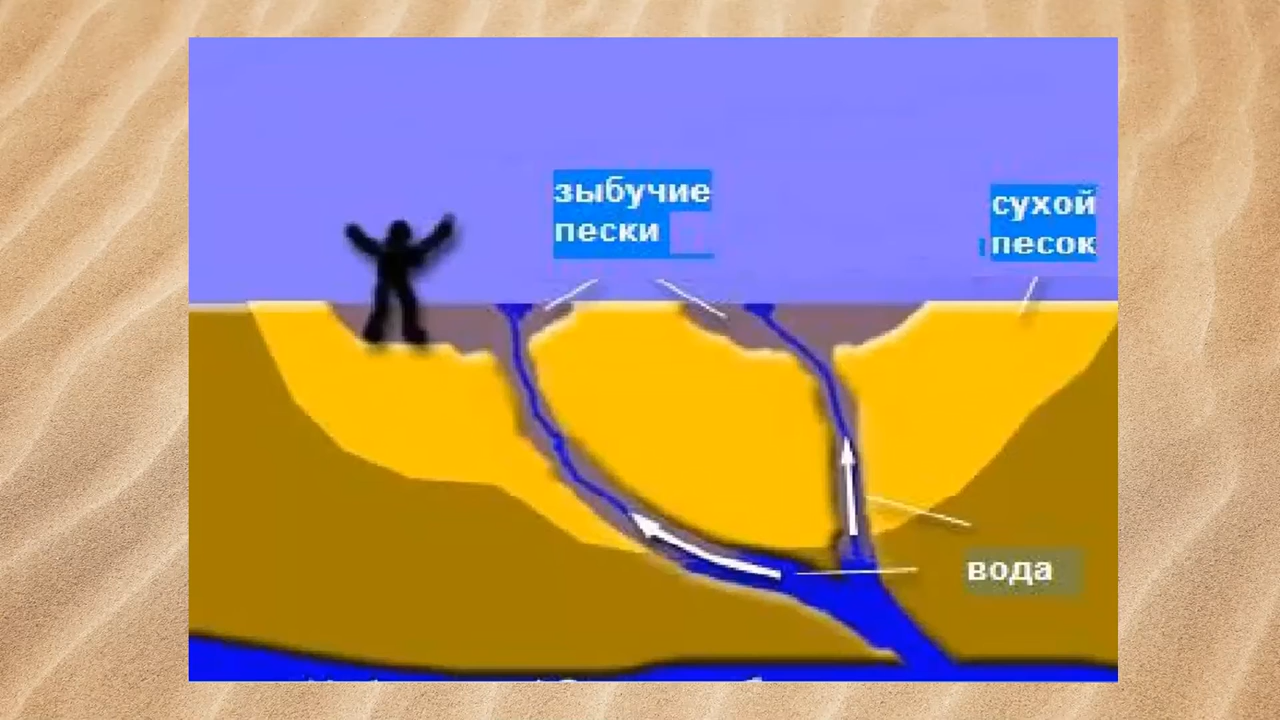 зыбучие
пески
сухой
песок
вода